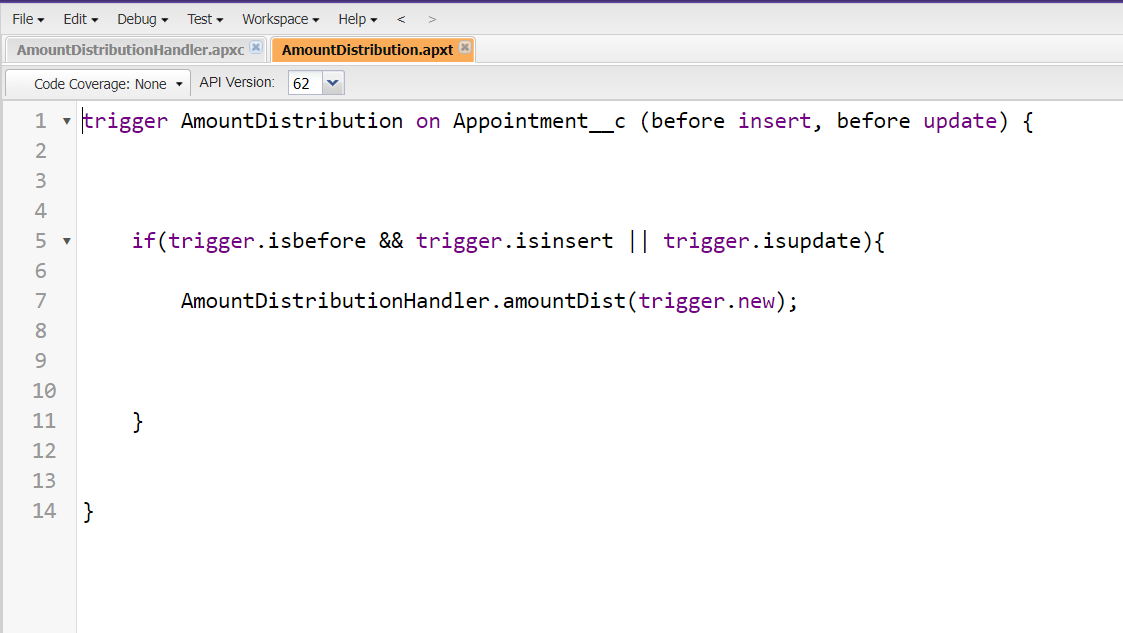 File Edit Debug Test Workspace Help < >
AmountDistributionHandler.apxc AmountDistribution.apxt
Code Coverage: None API Version: 62
1 trigger AmountDistribution on Appointment__c (before insert, before update) {
2
3
4
5 if(trigger.isbefore && trigger.isinsert || trigger.isupdate){
6
7 AmountDistributionHandler.amountDist(trigger.new);
8
9
10
11 }
12
13
14 }